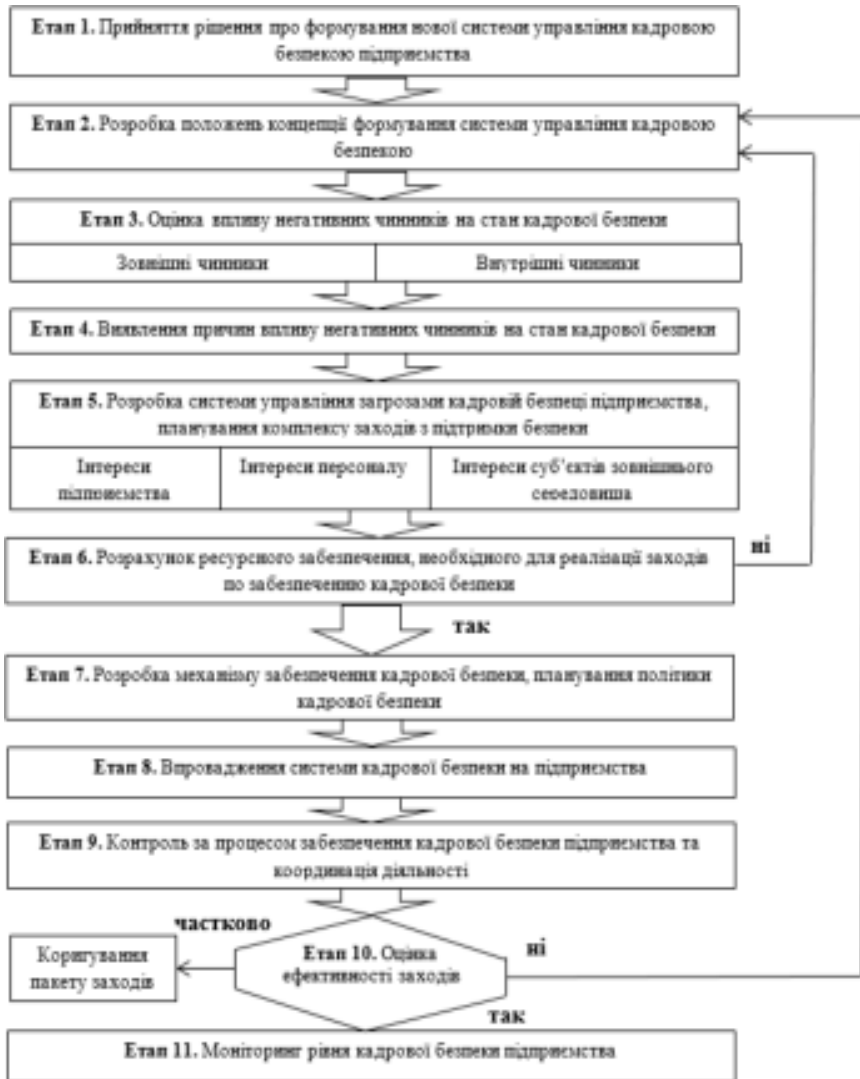 Етап 1. Прийняття рішення про формування нової системи управління кадровою
безпекою підприємства
Етап 2. Розробка положень концепції формування системи управління кадровою
безпекою
Етап 3. Оцінка впливу негативних чинників на стан кадрової безпеки
Зовнішні чинники
Внутрішні чинники
Етап 4. Виявлення причин впливу негативних чинників на стан кадрової безпеки
Етап 5. Розробка системи управління загрозами кадровій безпеці підприємства,
планування комплексу заходів з підтримки безпеки
Інтереси
підприємства
Інтереси персоналу
Інтереси суб’єктів зовнішнього
середовища
Етап 6. Розрахунок ресурсного забезпечення, необхідного для реалізації заходів
по забезпеченню кадрової безпеки
ні
так
Етап 7. Розробка механізму забезпечення кадрової безпеки, планування політики
кадрової безпеки
Етап 8. Впровадження системи кадрової безпеки на підприємства
Етап 9. Контроль за процесом забезпечення кадрової безпеки підприємства та
координація діяльності
частково
Коригування
пакету заходів
Етап 10. Оцінка
ефективності заходів
ні
так
Етап 11. Моніторинг рівня кадрової безпеки підприємства